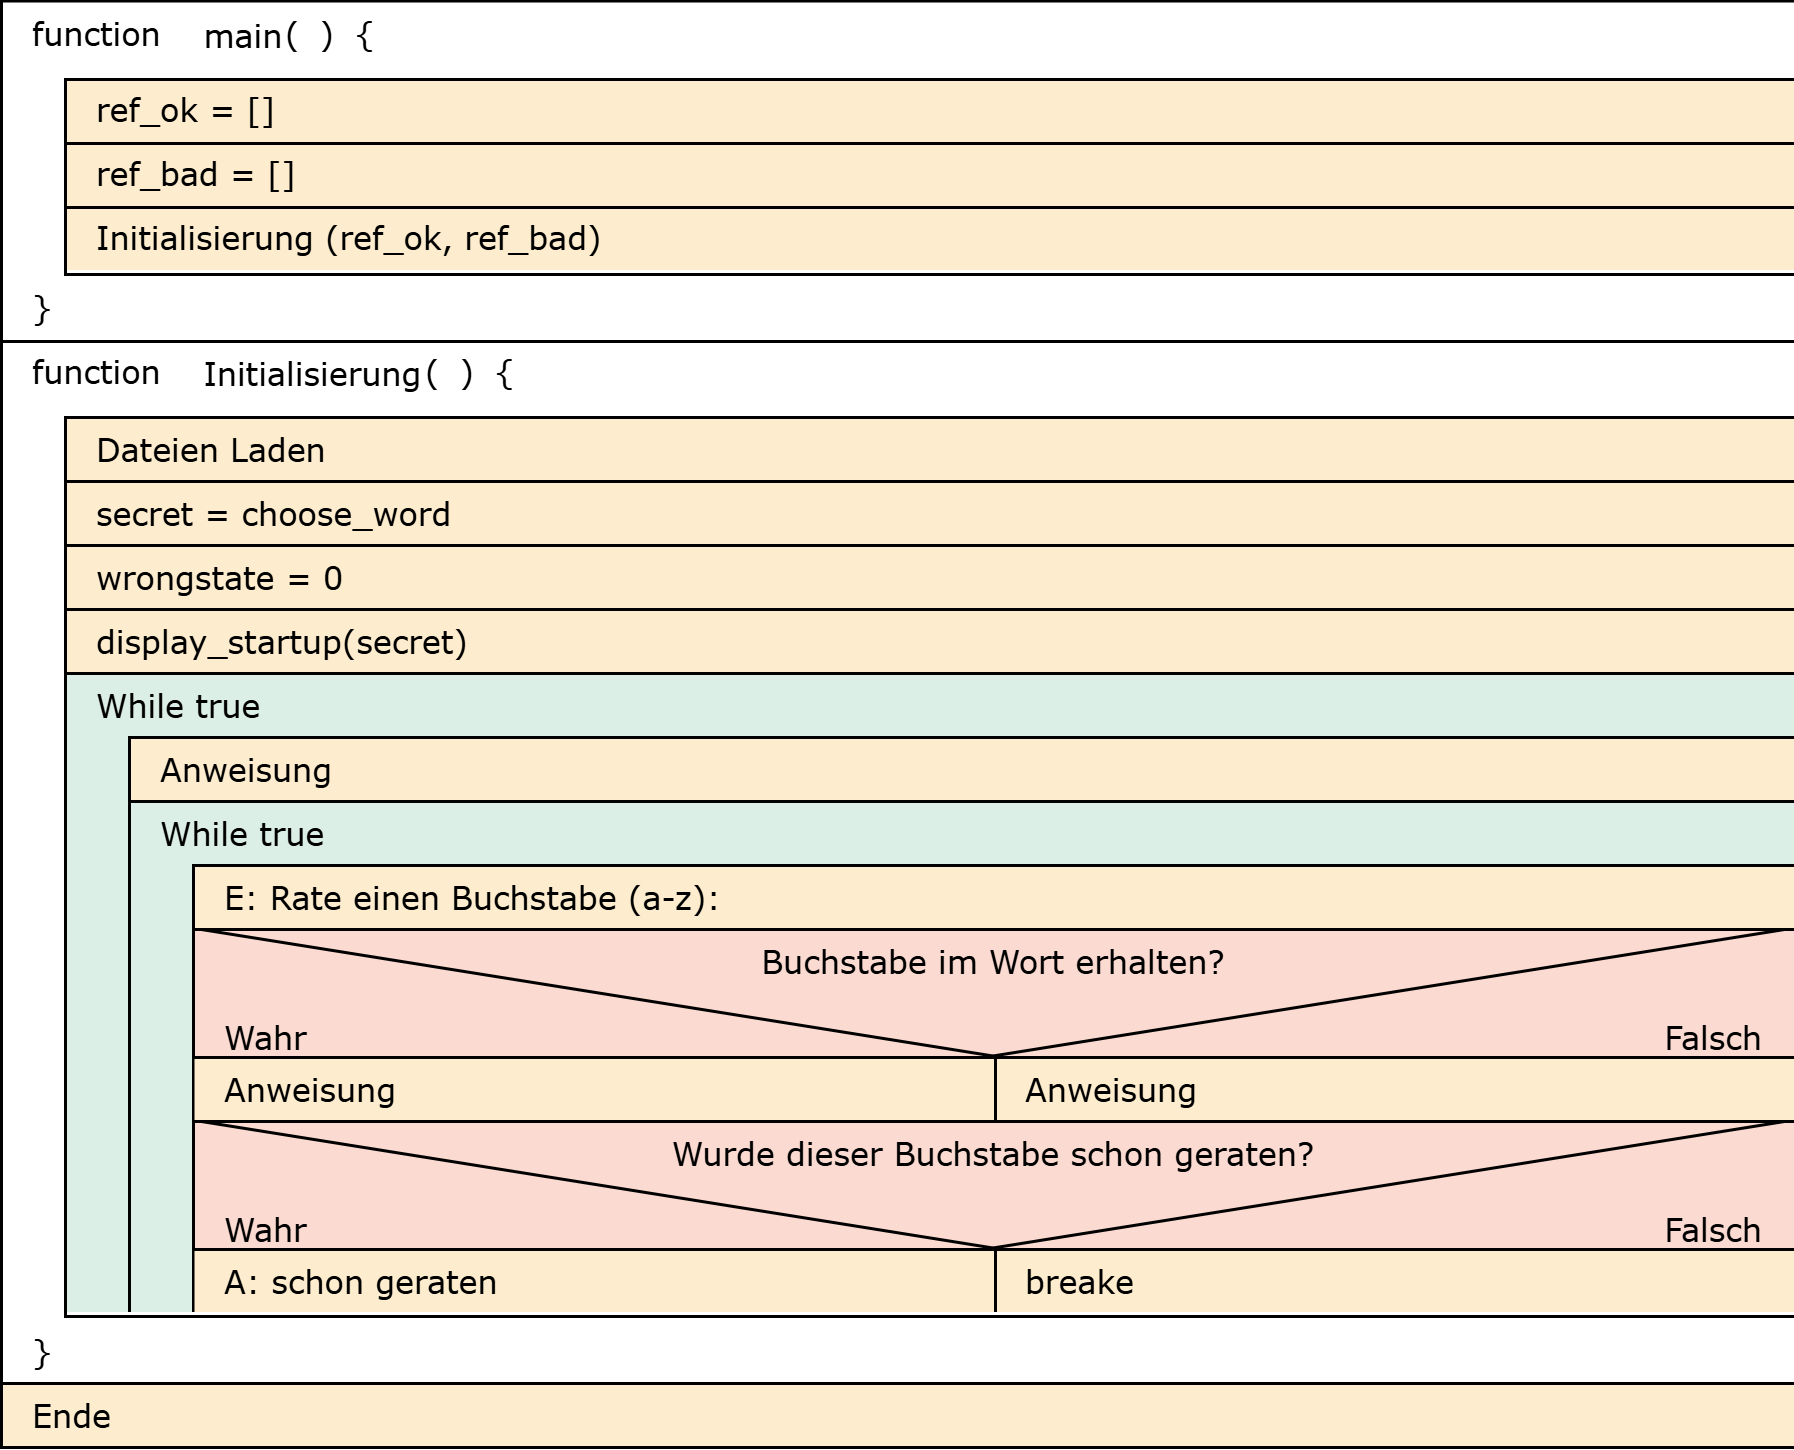 function main( ) {
ref_ok = []
ref_bad = []
Initialisierung (ref_ok, ref_bad)
}
function Initialisierung( ) {
Dateien Laden
secret = choose_word
wrongstate = 0
display_startup(secret)
While true
Anweisung
While true
E: Rate einen Buchstabe (a-z):
Buchstabe im Wort erhalten?
Wahr Falsch
Anweisung Anweisung
Wurde dieser Buchstabe schon geraten?
Wahr Falsch
A: schon geraten breake
}
Ende